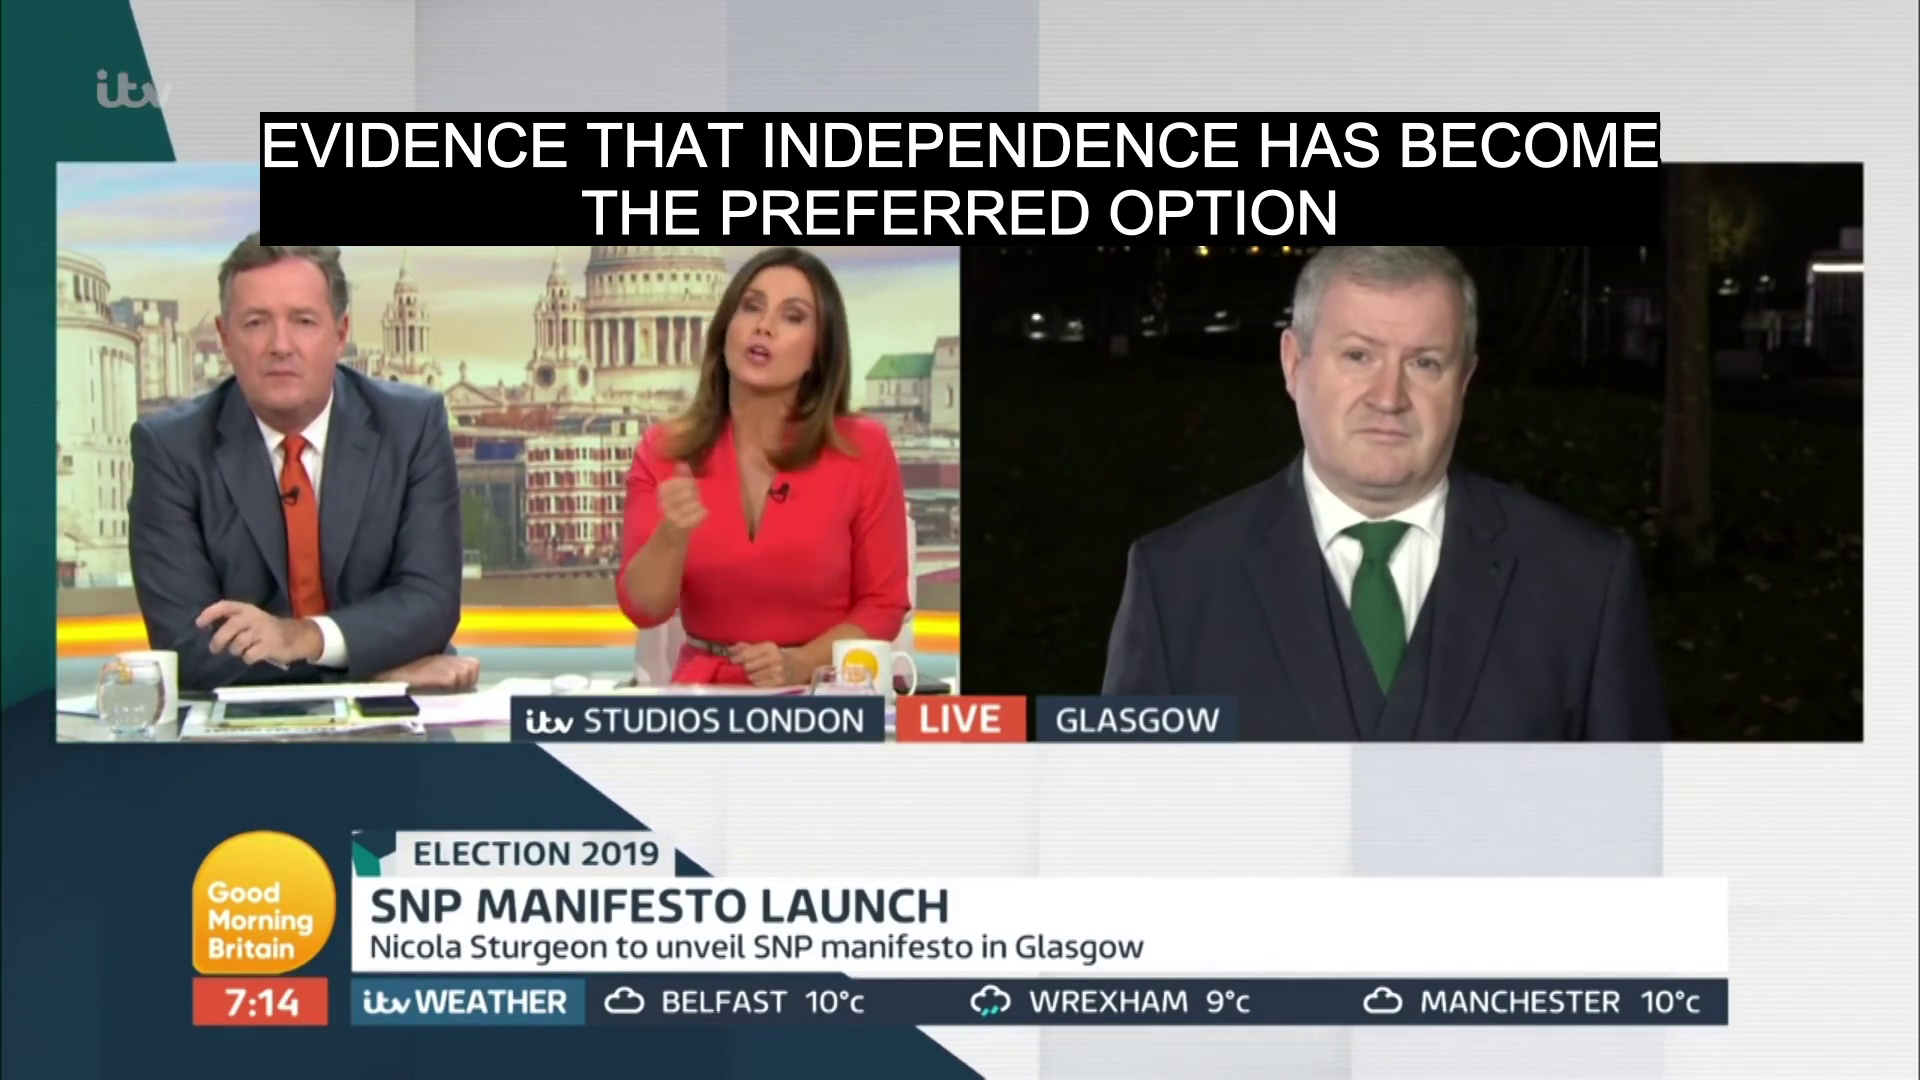 itv
EVIDENCE THAT INDEPENDENCE HAS BECOME
THE PREFERRED OPTION
itv STUDIOS LONDON
LIVE
GLASGOW
ELECTION 2019
SNP MANIFESTO LAUNCH
Nicola Sturgeon to unveil SNP manifesto in Glasgow
Good
Morning
Britain
7:14
itv WEATHER
BELFAST 10°c
WREXHAM 9°c
MANCHESTER 10°c